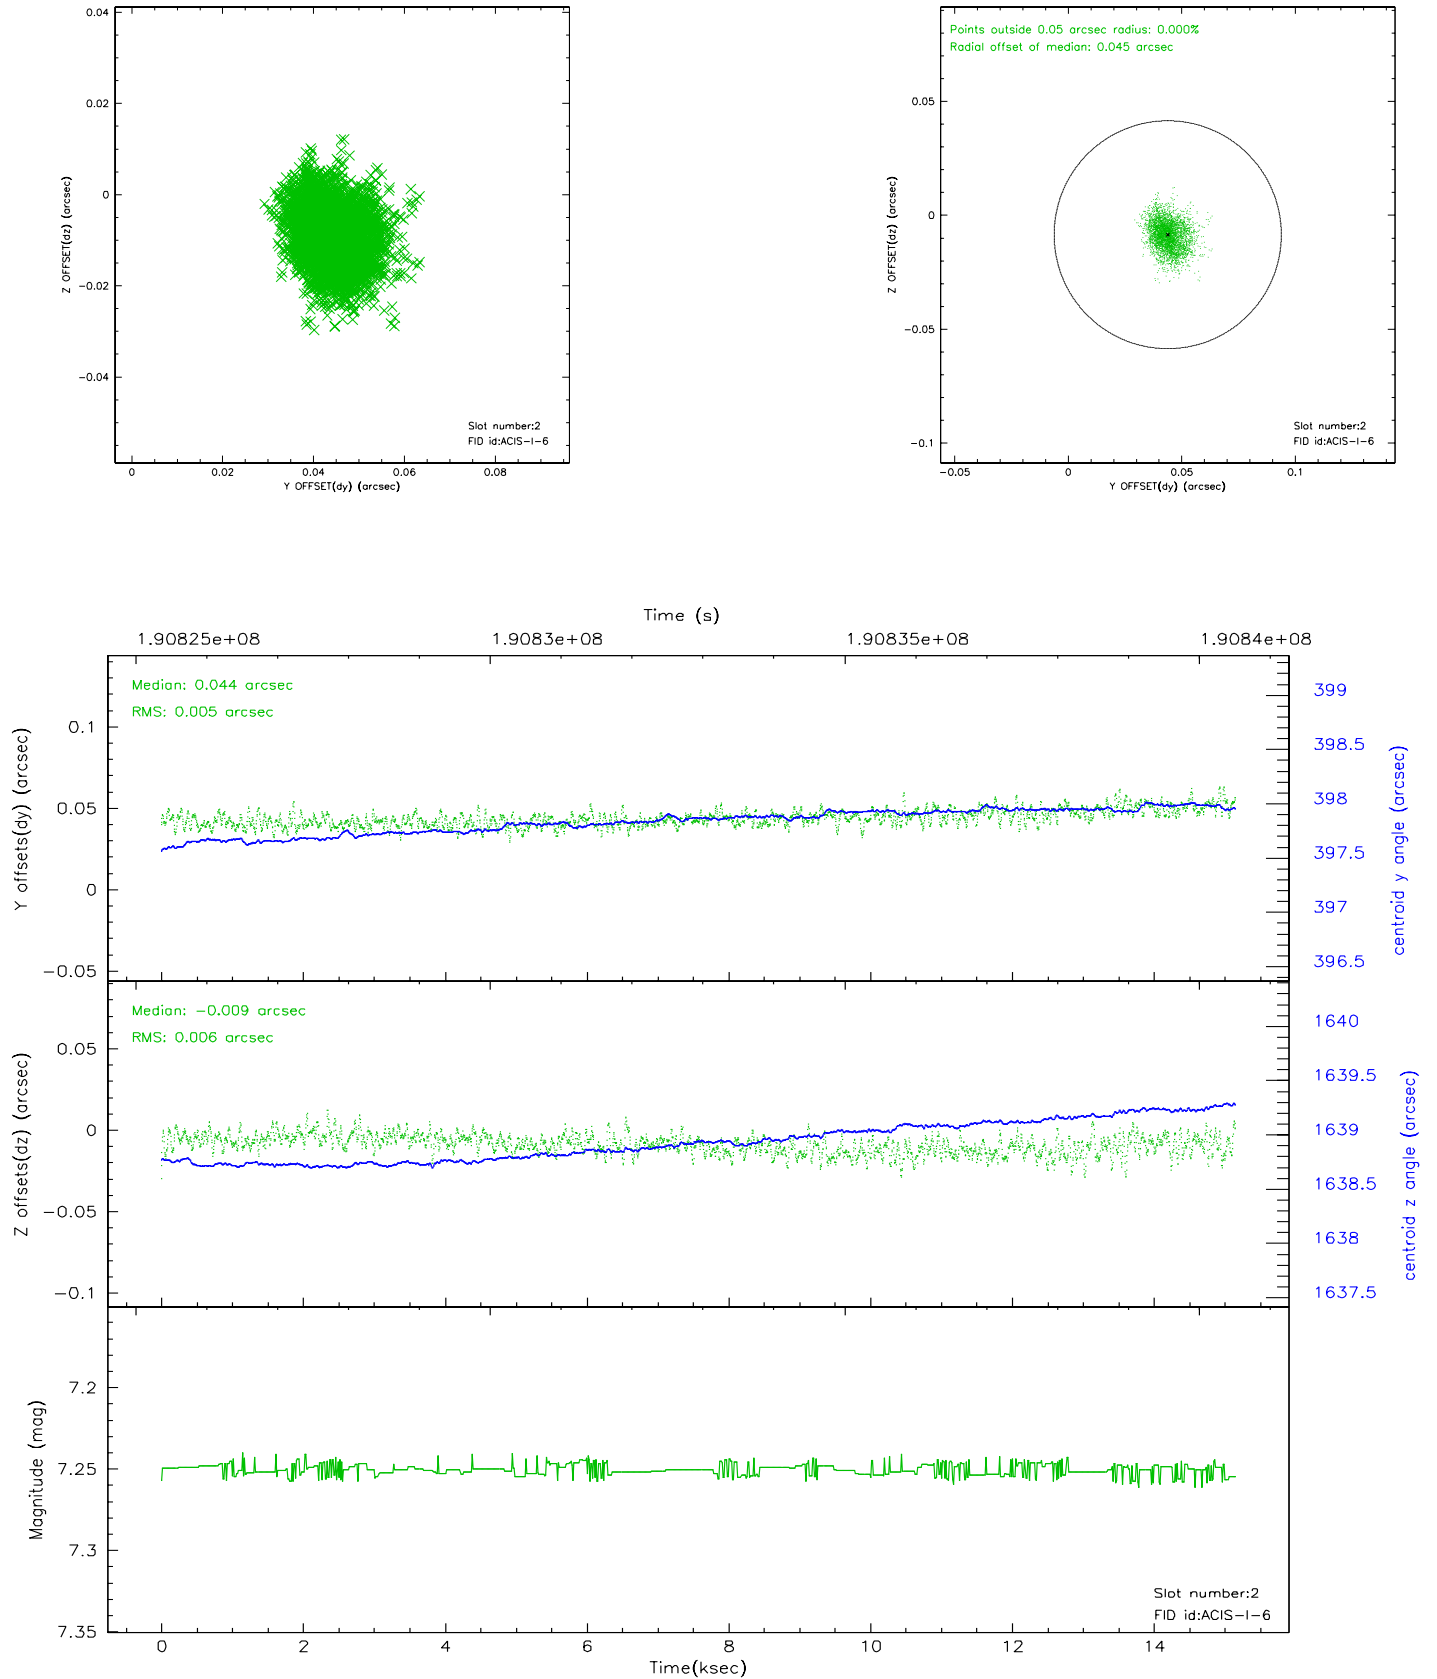 0.04
0.02
0
−0.02
−0.04
Z OFFSET(dz) (arcsec)
Slot number:2
FID id:ACIS−I−6
0 0.02 0.04 0.06 0.08
Y OFFSET(dy) (arcsec)
Points outside 0.05 arcsec radius: 0.000%
Radial offset of median: 0.045 arcsec
0.05
0
−0.05
−0.1
Z OFFSET(dz) (arcsec)
Slot number:2
FID id:ACIS−I−6
−0.05 0 0.05 0.1
Y OFFSET(dy) (arcsec)
Time (s)
1.90825e+08 1.9083e+08 1.90835e+08 1.9084e+08
Median: 0.044 arcsec
RMS: 0.005 arcsec
0.1
0.05
0
−0.05
Y offsets(dy) (arcsec)
399
398.5
398
397.5
397
396.5
centroid y angle (arcsec)
Median: −0.009 arcsec
RMS: 0.006 arcsec
0.05
0
−0.05
−0.1
Z offsets(dz) (arcsec)
1640
1639.5
1639
1638.5
1638
1637.5
centroid z angle (arcsec)
7.2
7.25
7.3
7.35
Magnitude (mag)
Slot number:2
FID id:ACIS−I−6
0 2 4 6 8 10 12 14
Time(ksec)